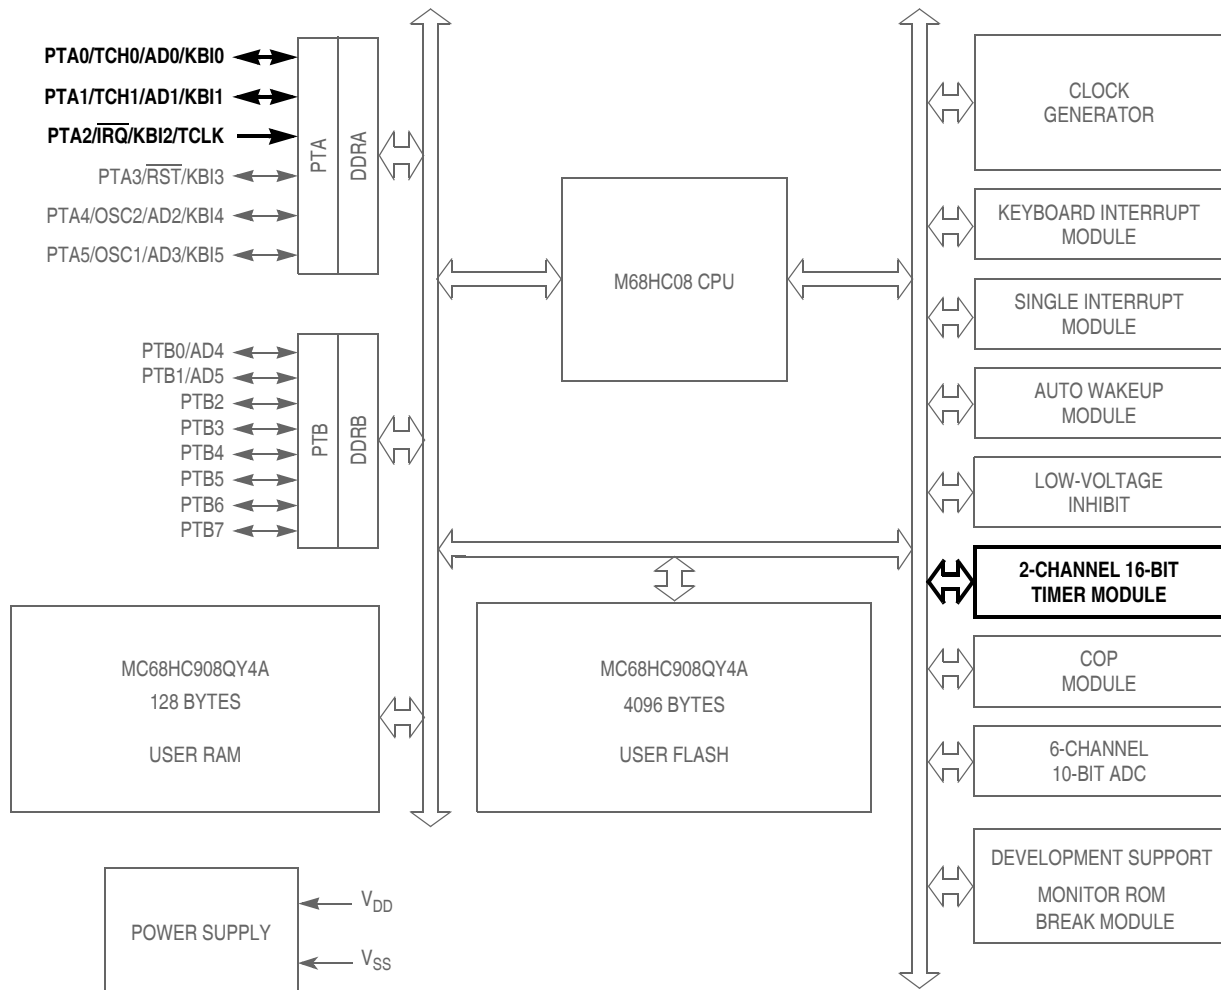 PTA0/TCH0/AD0/KBI0
PTA1/TCH1/AD1/KBI1
PTA2/IRQ/KBI2/TCLK
PTA3/RST/KBI3
PTA4/OSC2/AD2/KBI4
PTA5/OSC1/AD3/KBI5
PTA
DDRA
PTB0/AD4
PTB1/AD5
PTB2
PTB3
PTB4
PTB5
PTB6
PTB7
PTB
DDRB
M68HC08 CPU
MC68HC908QY4A
128 BYTES
USER RAM
MC68HC908QY4A
4096 BYTES
USER FLASH
POWER SUPPLY
VDD
VSS
CLOCK
GENERATOR
KEYBOARD INTERRUPT
MODULE
SINGLE INTERRUPT
MODULE
AUTO WAKEUP
MODULE
LOW-VOLTAGE
INHIBIT
2-CHANNEL 16-BIT
TIMER MODULE
COP
MODULE
6-CHANNEL
10-BIT ADC
DEVELOPMENT SUPPORT
MONITOR ROM
BREAK MODULE